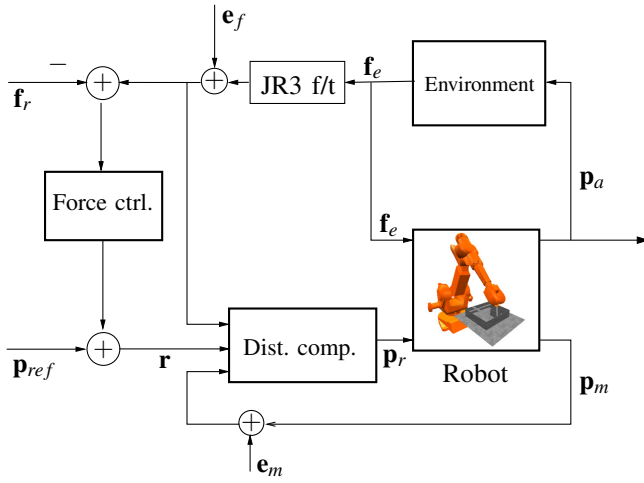 e_f
−
f_r
+
+
JR3 f/t
f_e
Environment
p_a
Force ctrl.
f_e
p_ref
+
r
Dist. comp.
p_r
Robot
p_m
+
e_m